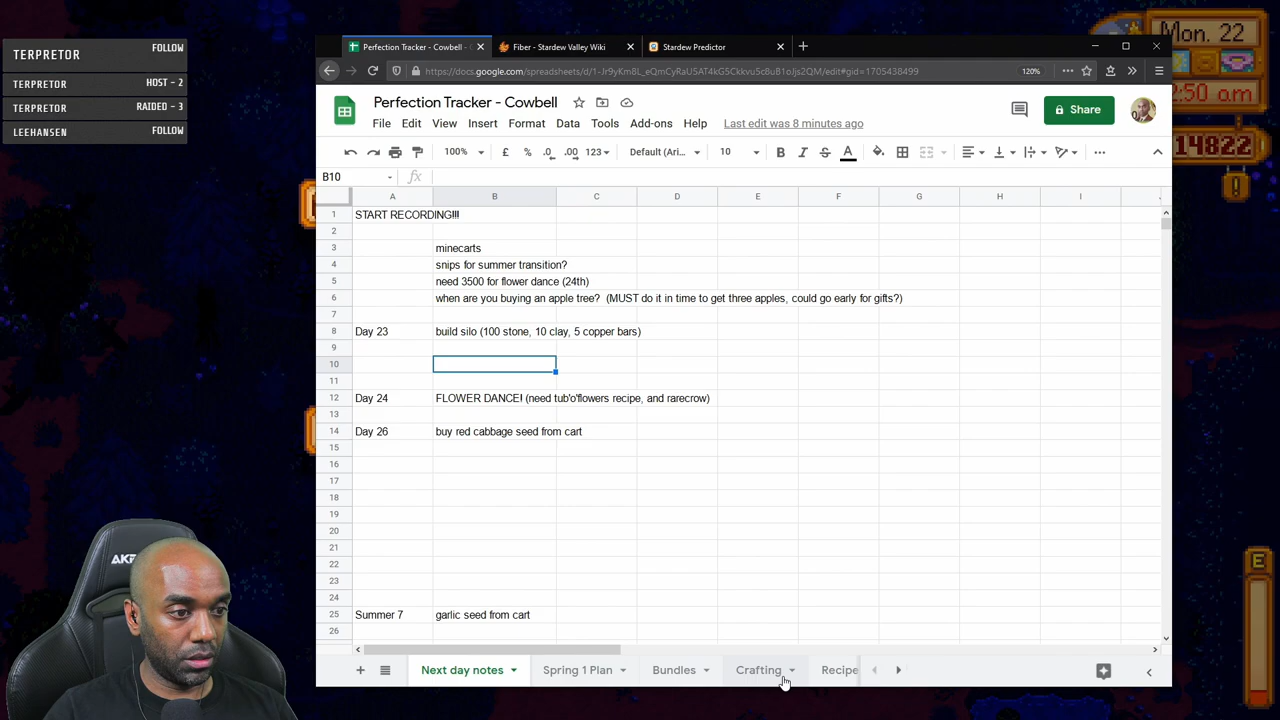 TERPRETOR FOLLOW
TERPRETOR HOST - 2
TERPRETOR RAIDED - 3
LEEHANSEN FOLLOW
Mon. 22
2:50 am
14822
E
Perfection Tracker - Cowbell - G
Fiber - Stardew Valley Wiki
Stardew Predictor
120%
Perfection Tracker - Cowbell
File Edit View Insert Format Data Tools Add-ons Help Last edit was 8 minutes ago
Share
100% £ % .0 .00 123 Default (Ari... 10 B I S A
B10 fx
A B C D E F G H I
1 START RECORDING!!!
2
3 minecarts
4 snips for summer transition?
5 need 3500 for flower dance (24th)
6 when are you buying an apple tree? (MUST do it in time to get three apples, could go early for gifts?)
7
8 Day 23 build silo (100 stone, 10 clay, 5 copper bars)
9
10
11
12 Day 24 FLOWER DANCE! (need tub'o'flowers recipe, and rarecrow)
13
14 Day 26 buy red cabbage seed from cart
15
16
17
18
19
20
21
22
23
24
25 Summer 7 garlic seed from cart
26
Next day notes Spring 1 Plan Bundles Crafting Recipe